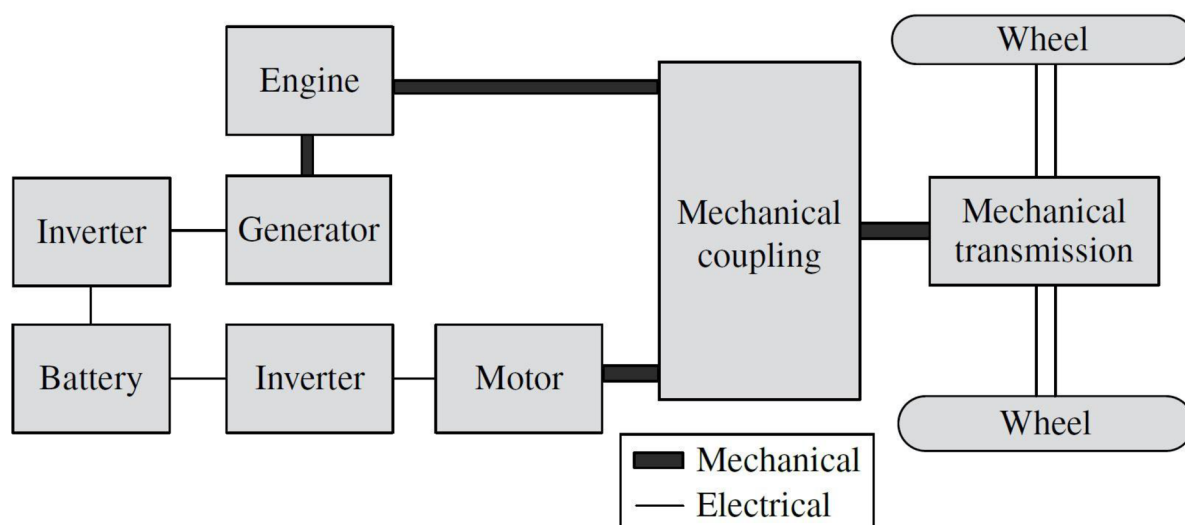 Wheel
Engine
Mechanical
coupling
Mechanical
transmission
Inverter
Generator
Battery
Inverter
Motor
Wheel
Mechanical
Electrical